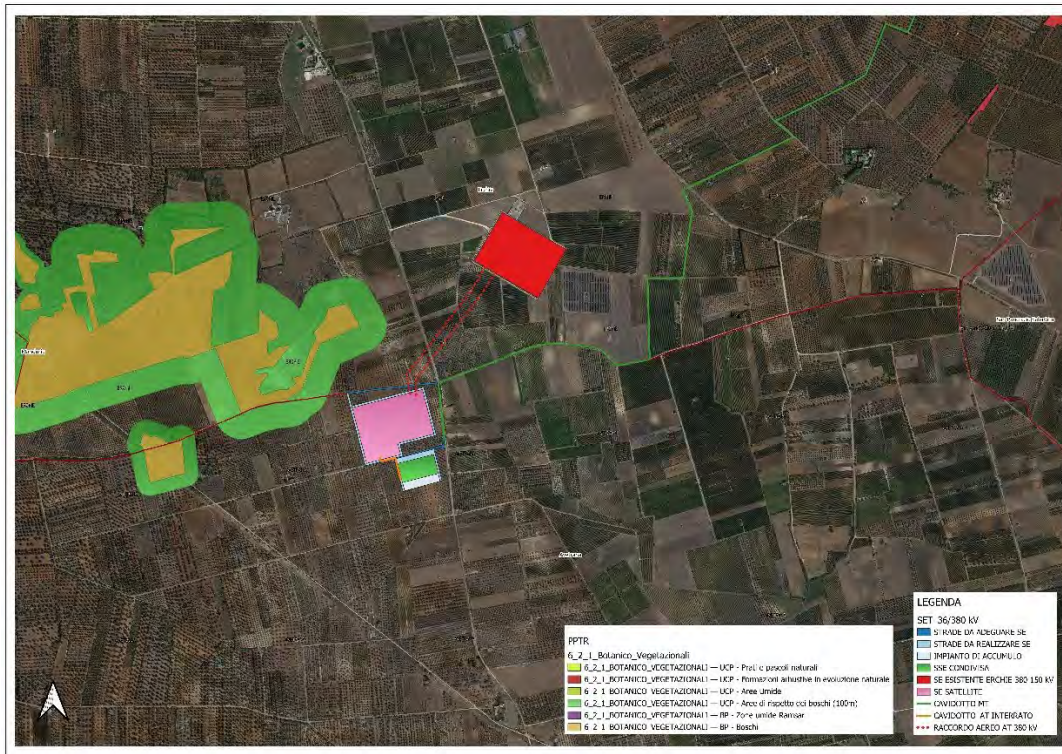 Erchie
Avetrana
PPTR
6_2_1_Botanico_Vegetazionali
6_2_1_BOTANICO_VEGETAZIONALI — UCP - Prati e pascoli naturali
6_2_1_BOTANICO_VEGETAZIONALI — UCP - Formazioni arbustive in evoluzione naturale
6_2_1_BOTANICO_VEGETAZIONALI — UCP - Aree Umide
6_2_1_BOTANICO_VEGETAZIONALI — UCP - Aree di rispetto dei boschi (100m)
6_2_1_BOTANICO_VEGETAZIONALI — BP - Zone umide Ramsar
6_2_1_BOTANICO_VEGETAZIONALI — BP - Boschi
LEGENDA
SET 36/380 kV
STRADE DA ADEGUARE SE
STRADE DA REALIZZARE SE
IMPIANTO DI ACCUMULO
SSE CONDIVISA
SE ESISTENTE ERCHIE 380-150 kV
SE SATELLITE
CAVIDOTTO MT
CAVIDOTTO AT INTERRATO
RACCORDO AEREO AT 380 kV